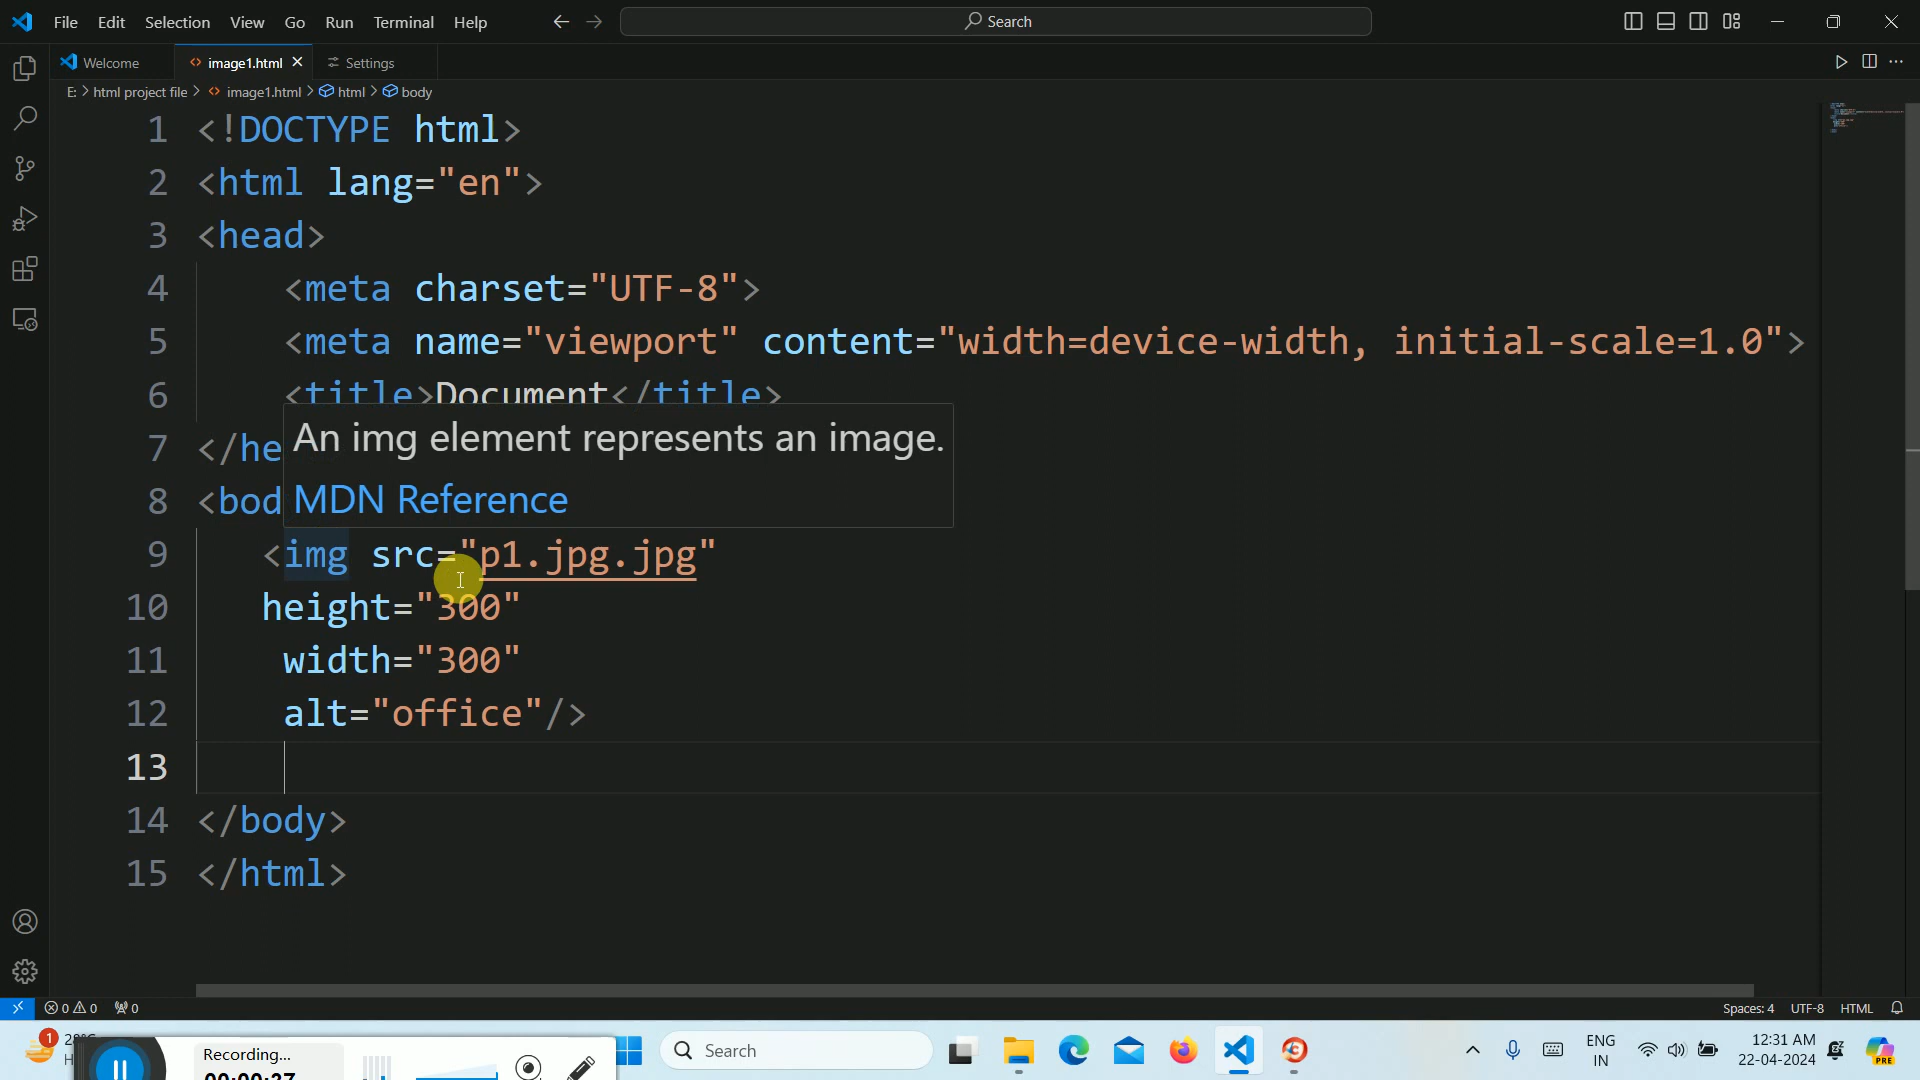 File Edit Selection View Go Run Terminal Help Search
Welcome image1.html Settings
E: > html project file > image1.html > html > body
1 <!DOCTYPE html>
2 <html lang="en">
3 <head>
4 <meta charset="UTF-8">
5 <meta name="viewport" content="width=device-width, initial-scale=1.0">
6 <title>Document</title>
7 </he
An img element represents an image.
8 <bod
MDN Reference
9 <img src="p1.jpg.jpg"
10 height="300"
11 width="300"
12 alt="office"/>
13
14 </body>
15 </html>
0 0 0 Spaces: 4 UTF-8 HTML
1
Recording...
00:00:37
Search
ENG
IN
12:31 AM
22-04-2024
PRE